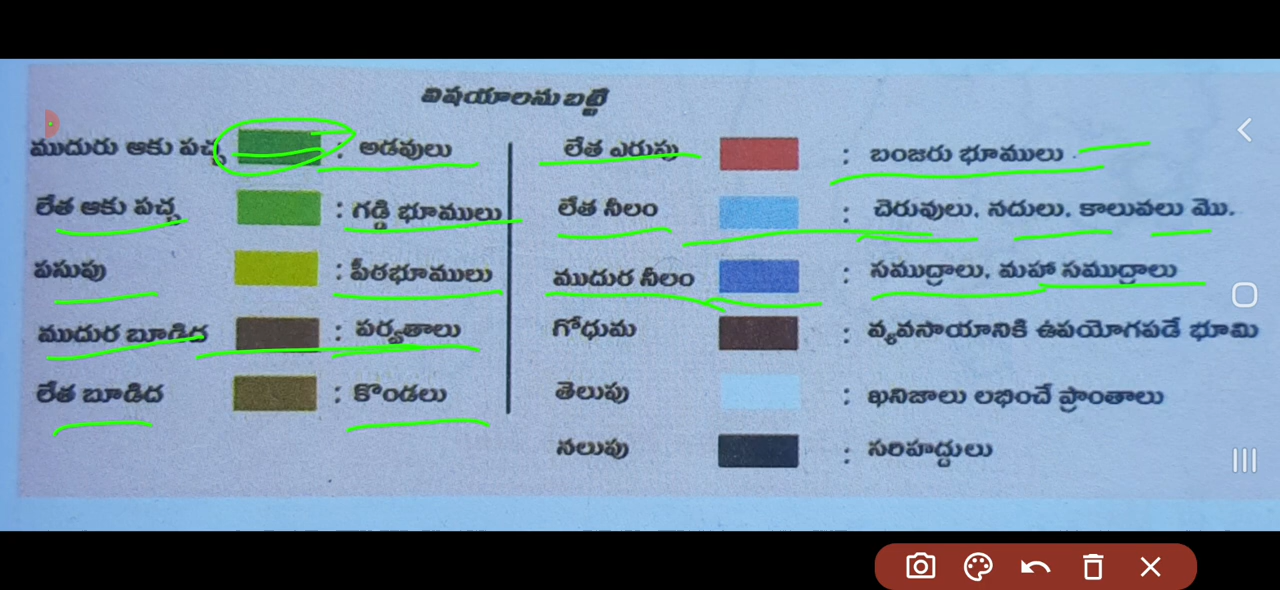 విషయాలను బట్టి
ముదురు ఆకు పచ్చ : అడవులు
లేత ఆకు పచ్చ : గడ్డి భూములు
పసుపు : పీఠభూములు
ముదుర బూడిద : పర్వతాలు
లేత బూడిద : కొండలు
లేత ఎరుపు : బంజరు భూములు
లేత నీలం : చెరువులు, నదులు, కాలువలు మొ.
ముదుర నీలం : సముద్రాలు, మహా సముద్రాలు
గోధుమ : వ్యవసాయానికి ఉపయోగపడే భూమి
తెలుపు : ఖనిజాలు లభించే ప్రాంతాలు
నలుపు : సరిహద్దులు